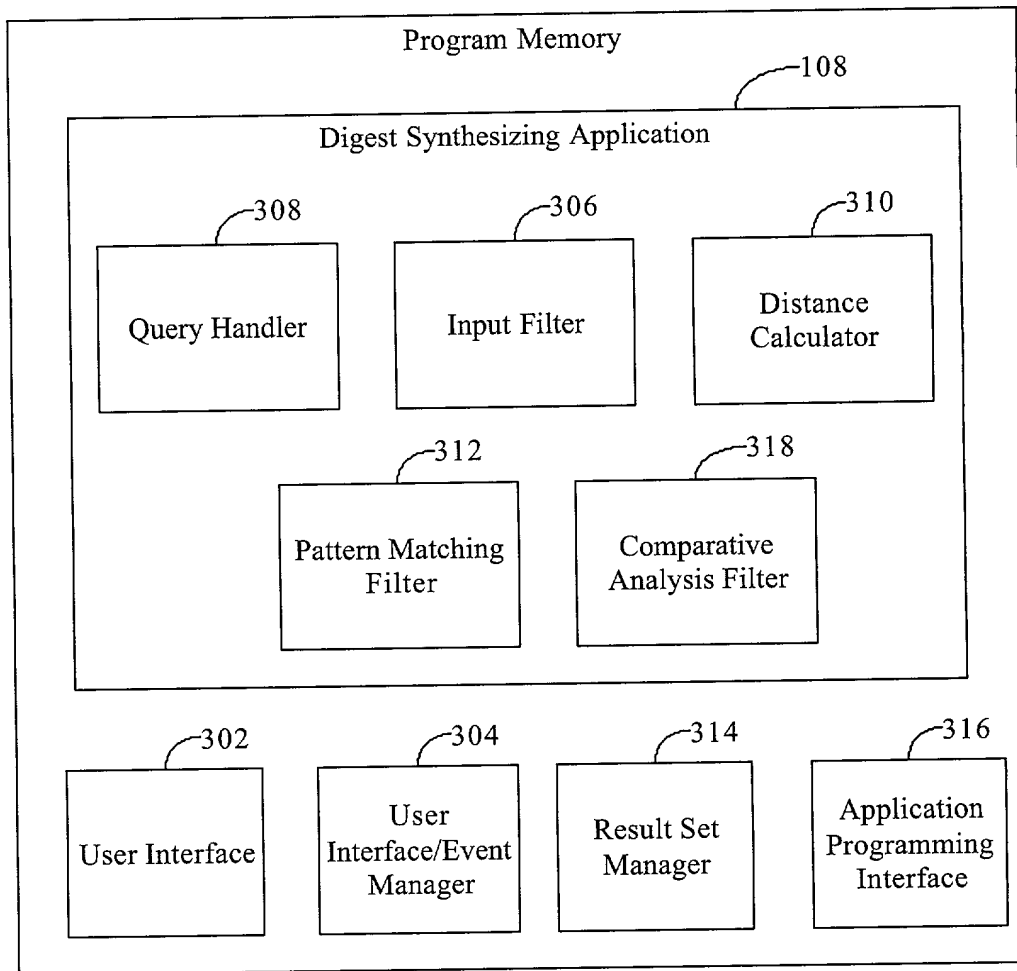 Program Memory
108
Digest Synthesizing Application
308
306
310
Query Handler
Input Filter
Distance
Calculator
312
318
Pattern Matching
Filter
Comparative
Analysis Filter
302
304
314
316
User Interface
User
Interface/Event
Manager
Result Set
Manager
Application
Programming
Interface